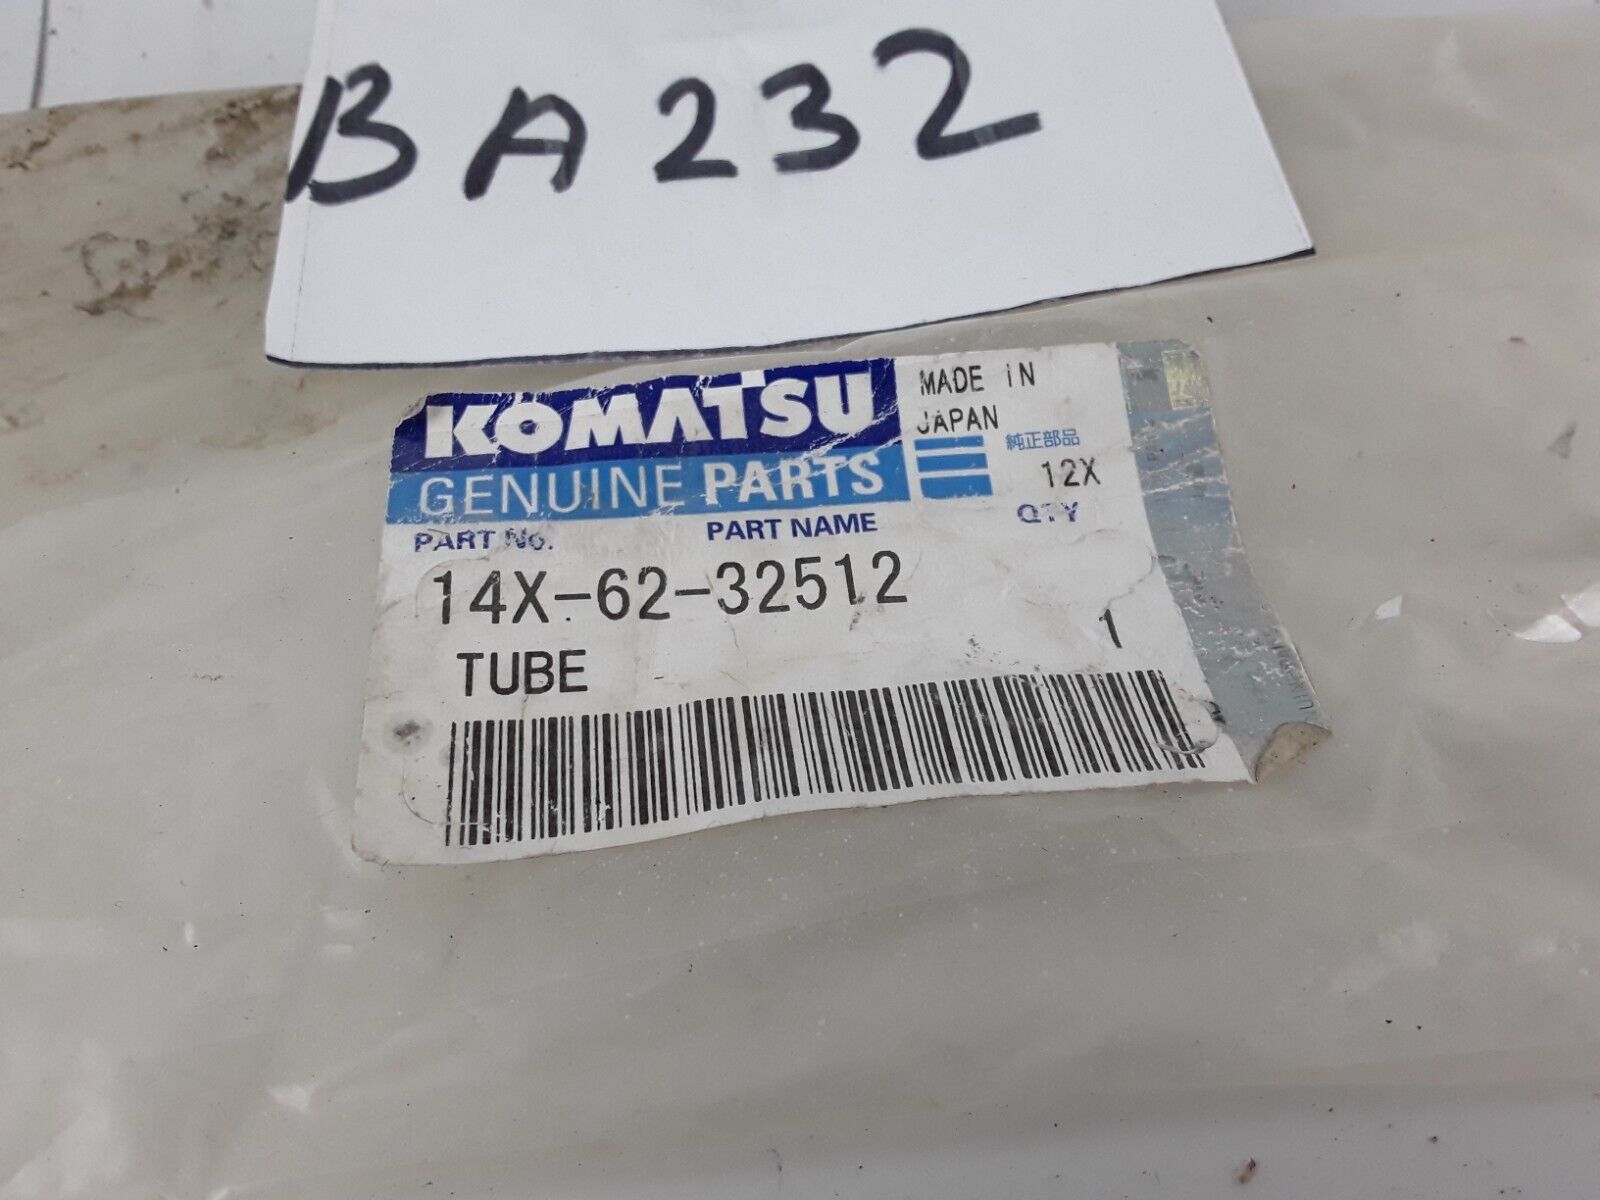 BA232
KOMATSU
GENUINE PARTS
MADE IN
JAPAN
純正部品
12X
PART No. PART NAME QTY
14X-62-32512
TUBE 1